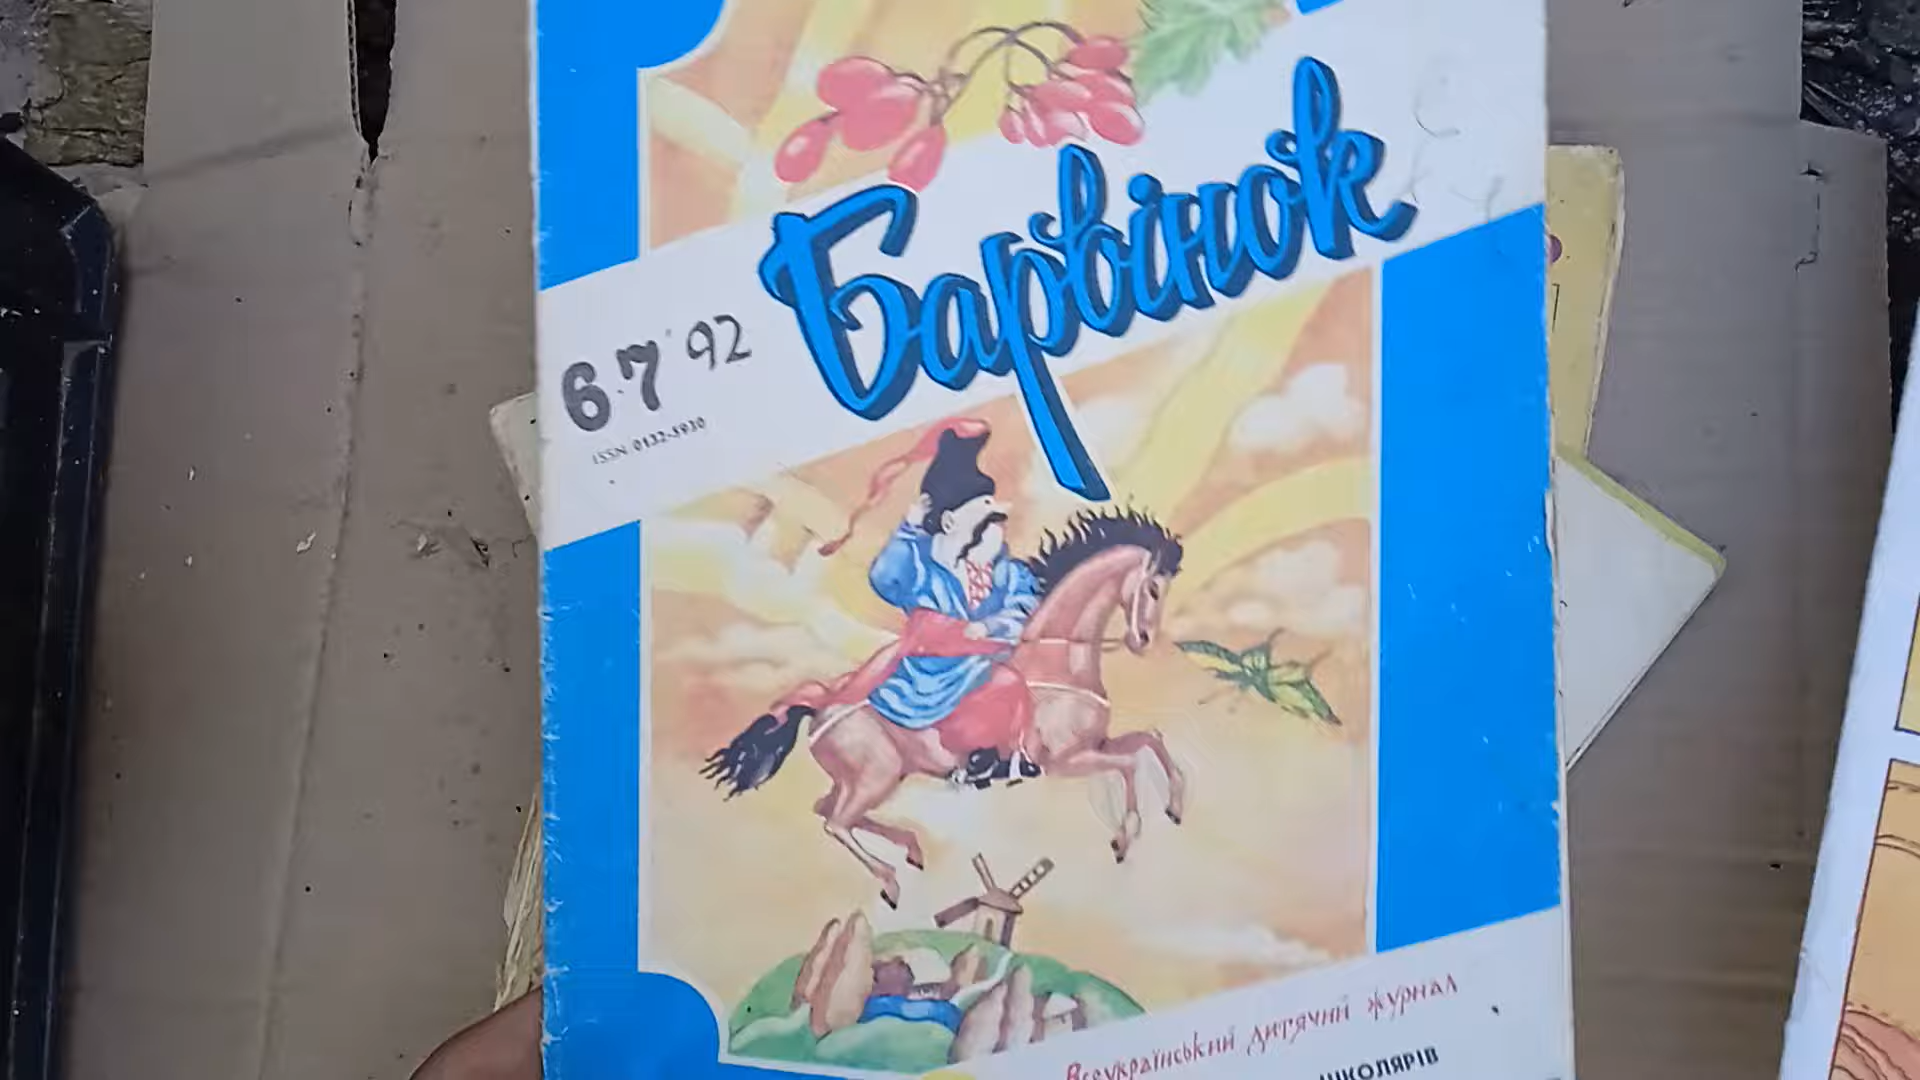 Барвінок
6·7'92
ISSN 0132-5930
Всеукраїнський дитячий журнал
ШКОЛЯРІВ